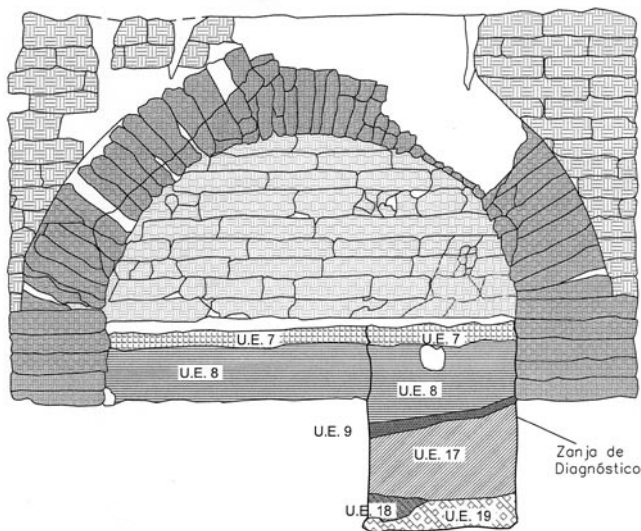 U.E. 7
U.E. 7
U.E. 8
U.E. 8
U.E. 9
U.E. 17
Zanja de
Diagnóstico
U.E. 18
U.E. 19